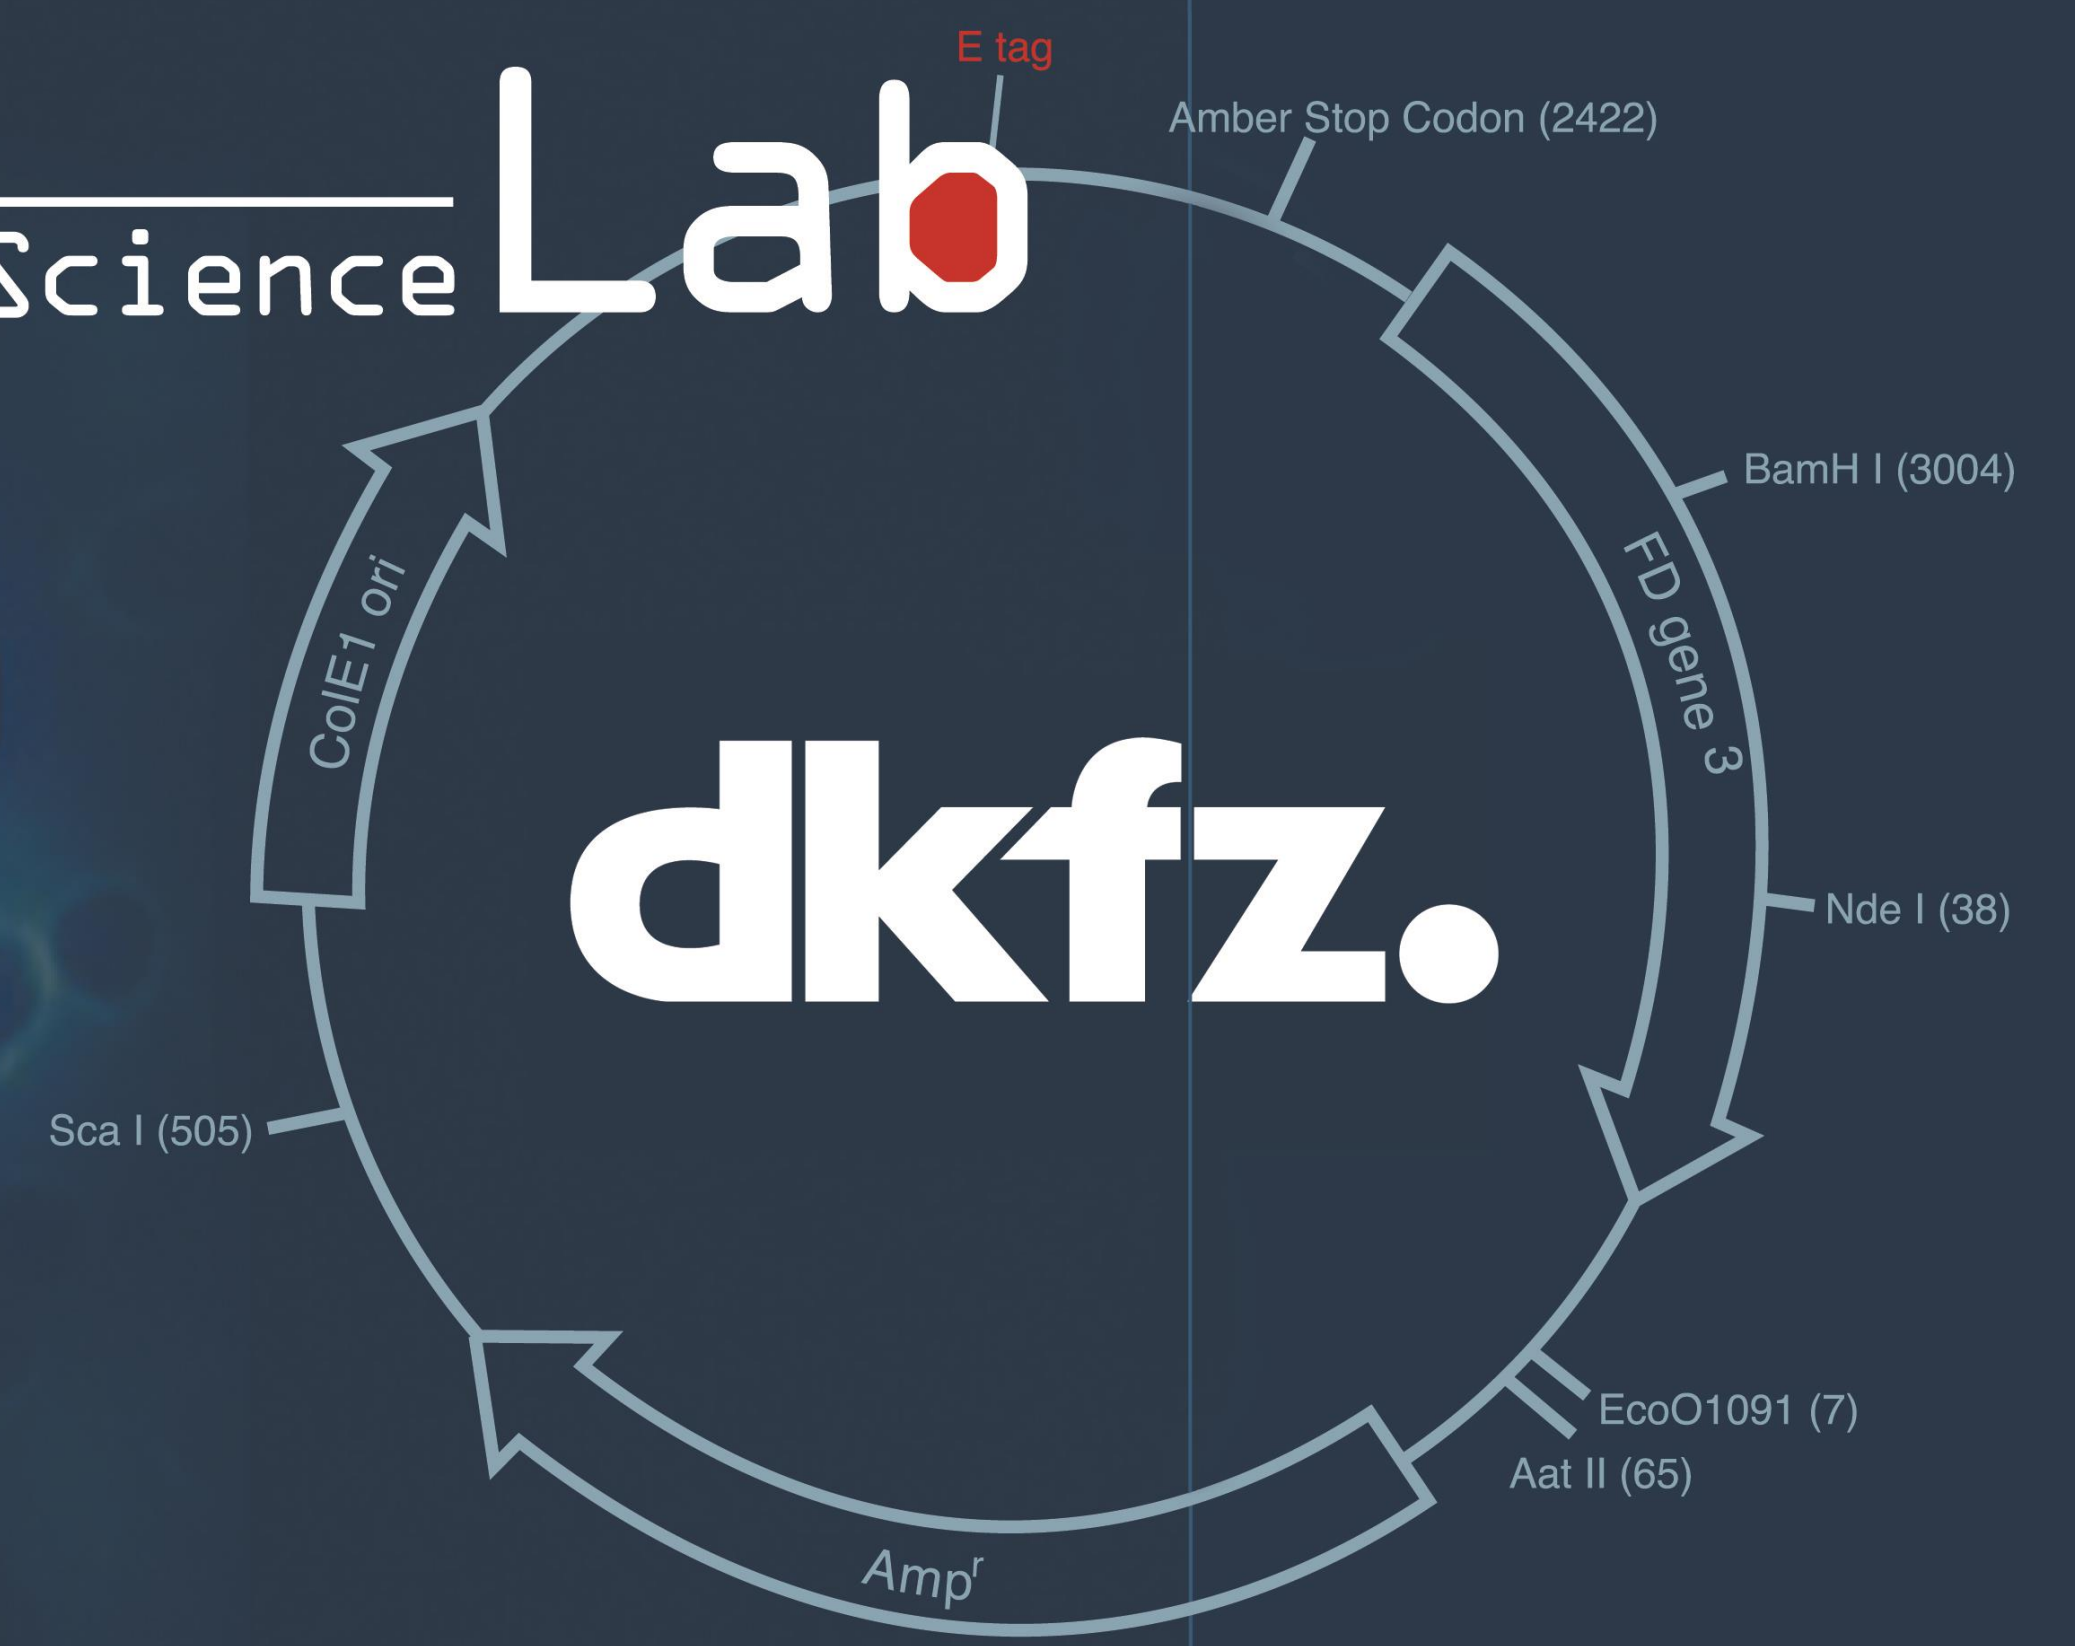 E tag
Amber Stop Codon (2422)
Science Lab
BamH I (3004)
FD gene 3
ColE1 ori
dkfz.
Nde I (38)
Sca I (505)
EcoO1091 (7)
Aat II (65)
Ampʳ